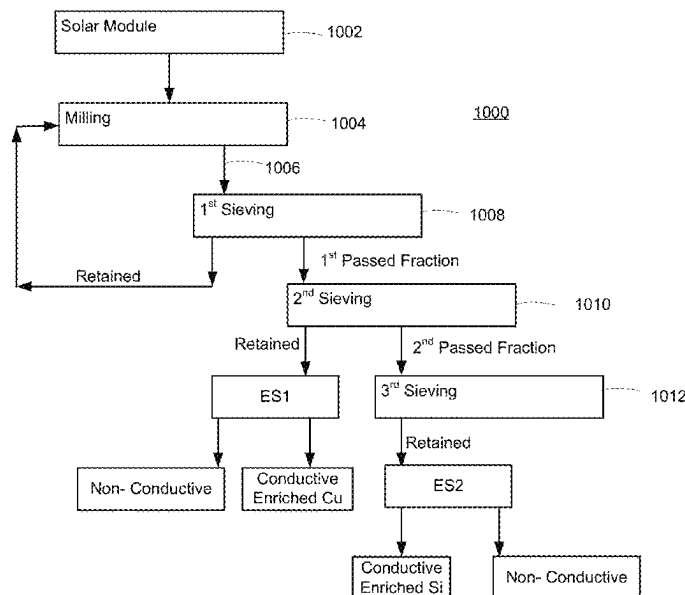 Solar Module
1002
Milling
1004
1000
1006
1st Sieving
1008
Retained
1st Passed Fraction
2nd Sieving
1010
Retained
2nd Passed Fraction
ES1
3rd Sieving
1012
Retained
Non- Conductive
Conductive
Enriched Cu
ES2
Conductive
Enriched Si
Non- Conductive